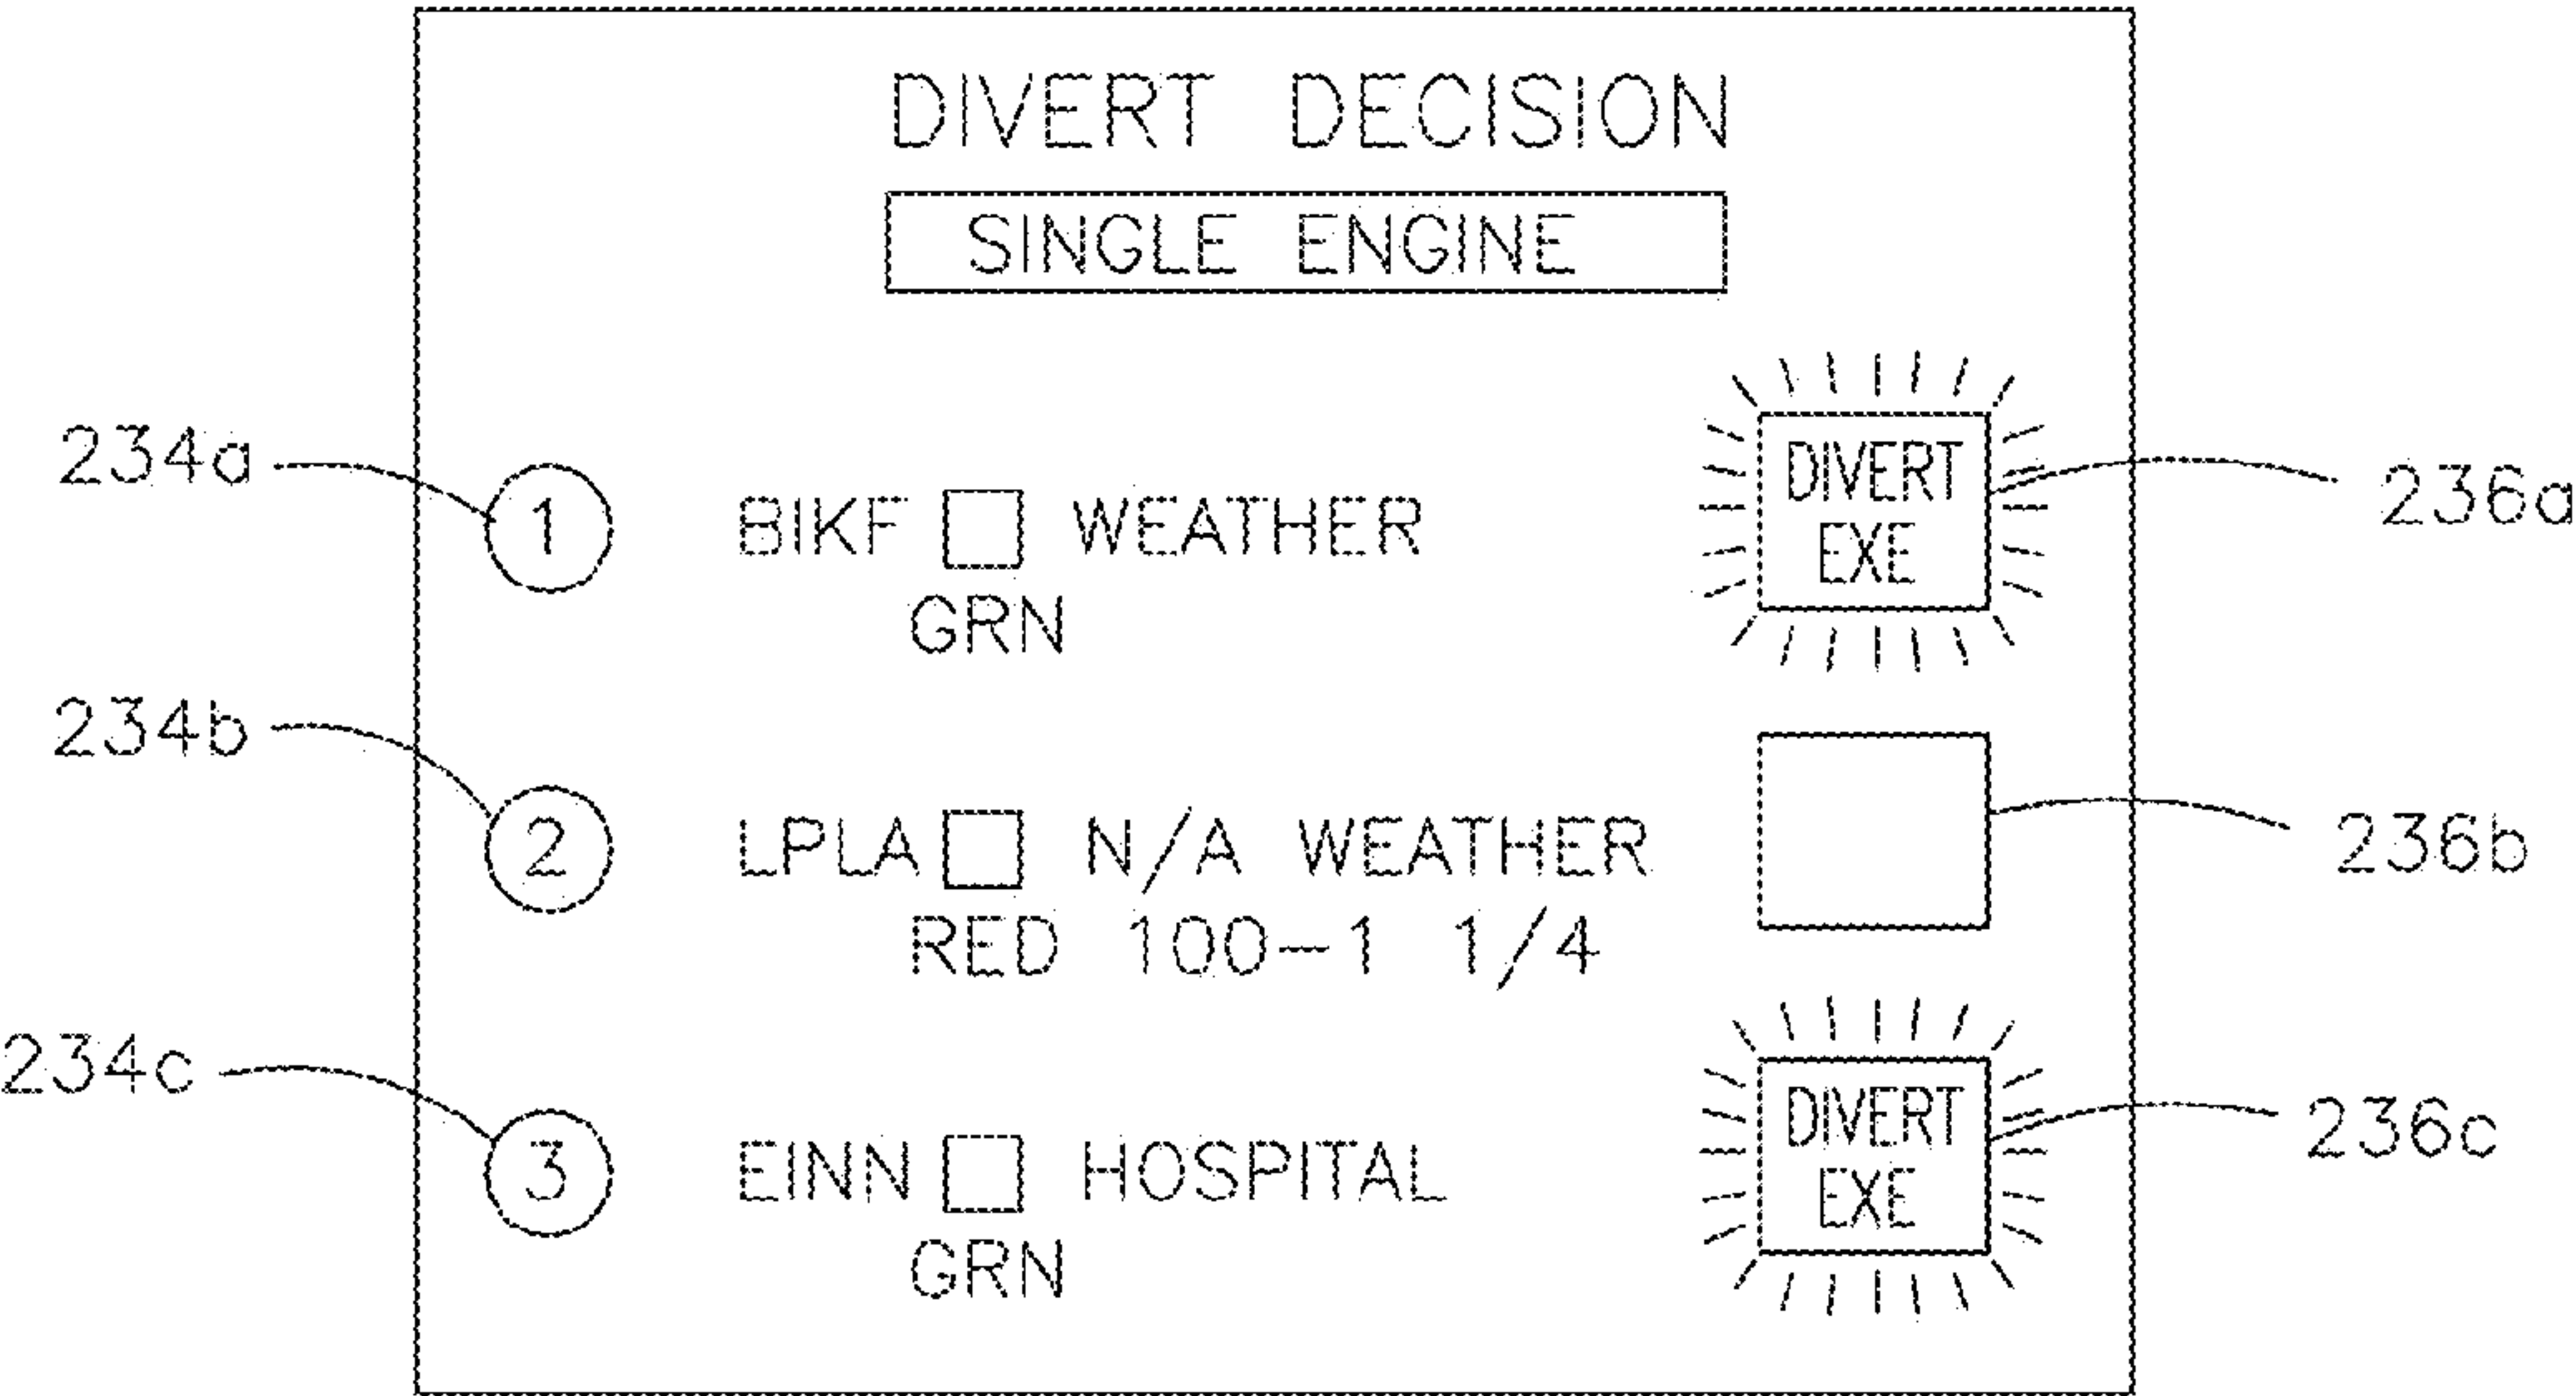 DIVERT DECISION
SINGLE ENGINE
234a
1
BIKF WEATHER
GRN
DIVERT
EXE
236a
234b
2
LPLA N/A WEATHER
RED 100-1 1/4
236b
234c
3
EINN HOSPITAL
GRN
DIVERT
EXE
236c